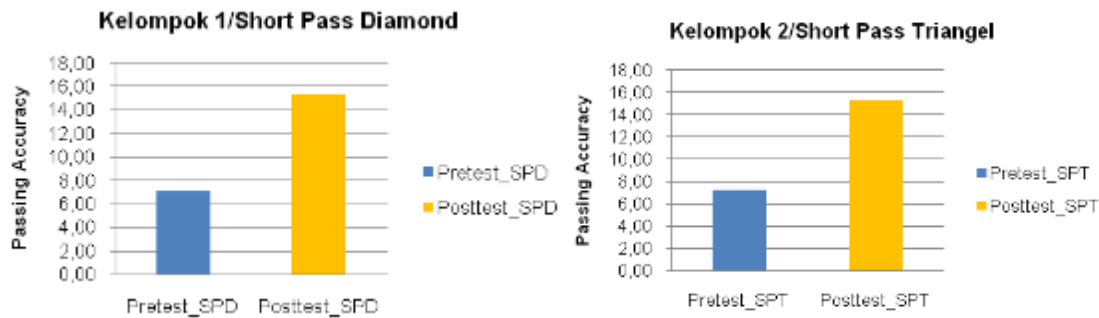 Kelompok 1/Short Pass Diamond
Passing Accuracy
18,00
16,00
14,00
12,00
10,00
8,00
6,00
4,00
2,00
0,00
Pretest_SPD
Posttest_SPD
Pretest_SPD
Posttest_SPD
Kelompok 2/Short Pass Triangel
Passing Accuracy
18,00
16,00
14,00
12,00
10,00
8,00
6,00
4,00
2,00
0,00
Pretest_SPT
Posttest_SPT
Pretest_SPT
Posttest_SPT